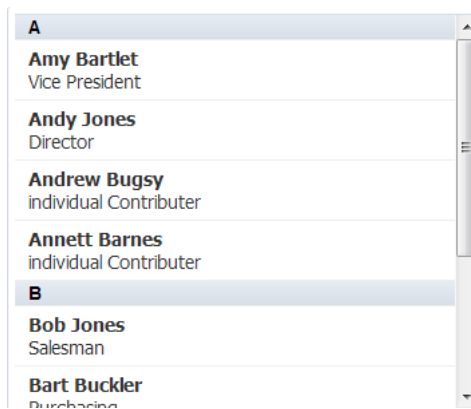 A
Amy Bartlet
Vice President
Andy Jones
Director
Andrew Bugsy
individual Contributer
Annett Barnes
individual Contributer
B
Bob Jones
Salesman
Bart Buckler
Purchasing